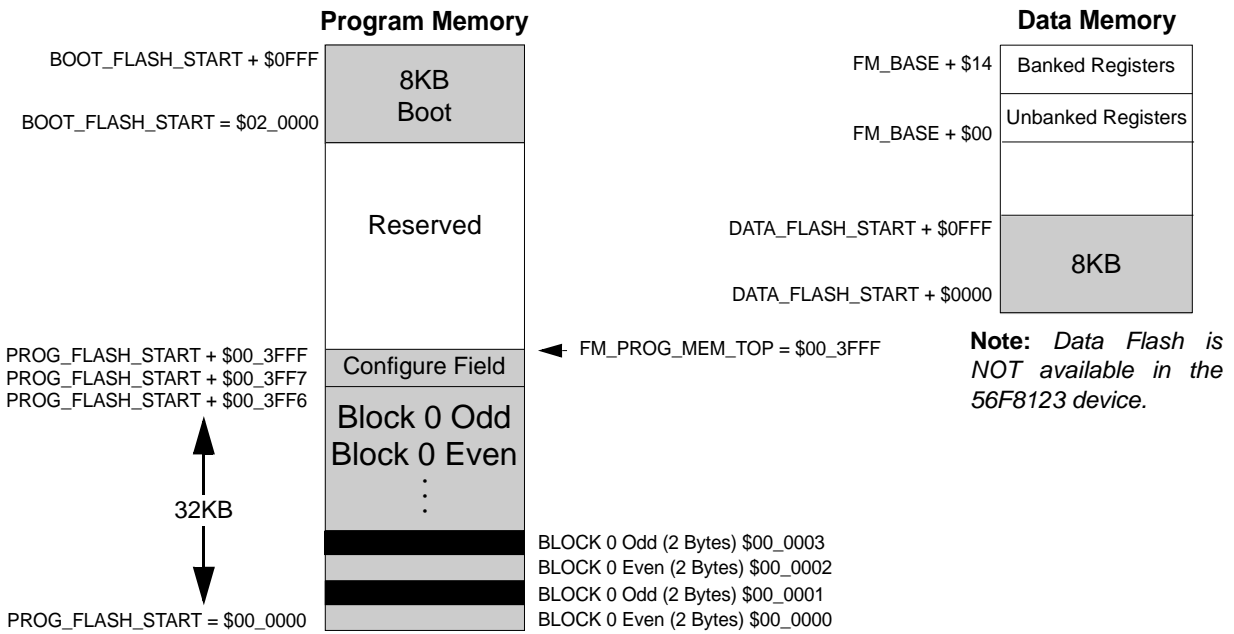 Program Memory
BOOT_FLASH_START + $0FFF
8KB
Boot
BOOT_FLASH_START = $02_0000
Reserved
PROG_FLASH_START + $00_3FFF
PROG_FLASH_START + $00_3FF7
PROG_FLASH_START + $00_3FF6
Configure Field
FM_PROG_MEM_TOP = $00_3FFF
Block 0 Odd
Block 0 Even
32KB
BLOCK 0 Odd (2 Bytes) $00_0003
BLOCK 0 Even (2 Bytes) $00_0002
BLOCK 0 Odd (2 Bytes) $00_0001
BLOCK 0 Even (2 Bytes) $00_0000
PROG_FLASH_START = $00_0000
Data Memory
FM_BASE + $14
Banked Registers
Unbanked Registers
FM_BASE + $00
DATA_FLASH_START + $0FFF
8KB
DATA_FLASH_START + $0000
Note: Data Flash is
NOT available in the
56F8123 device.